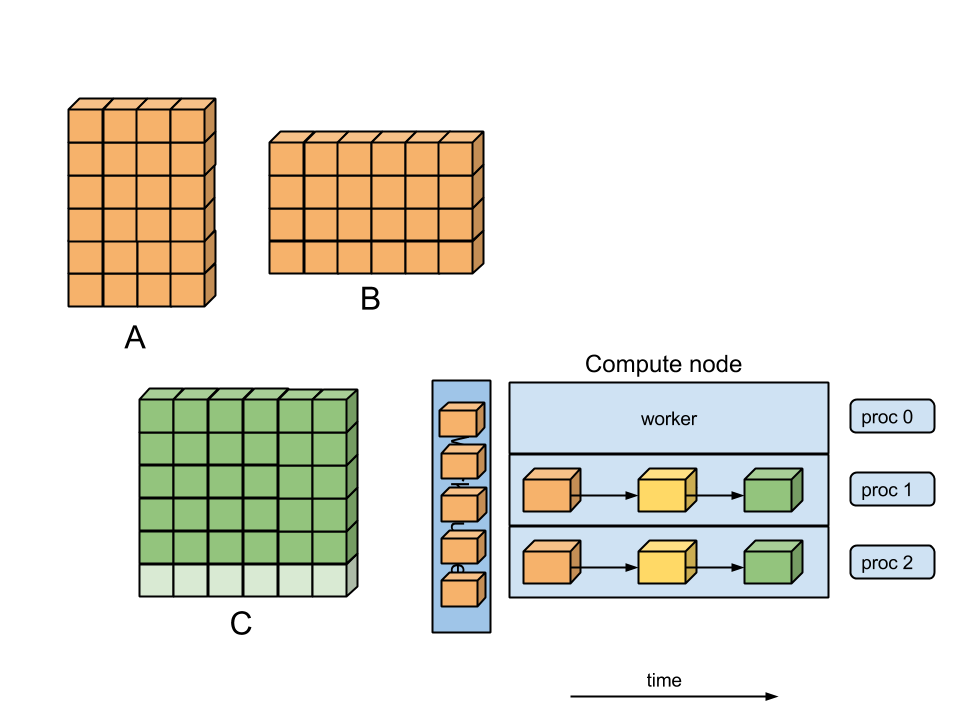 A
B
C
Compute node
worker
proc 0
proc 1
proc 2
time